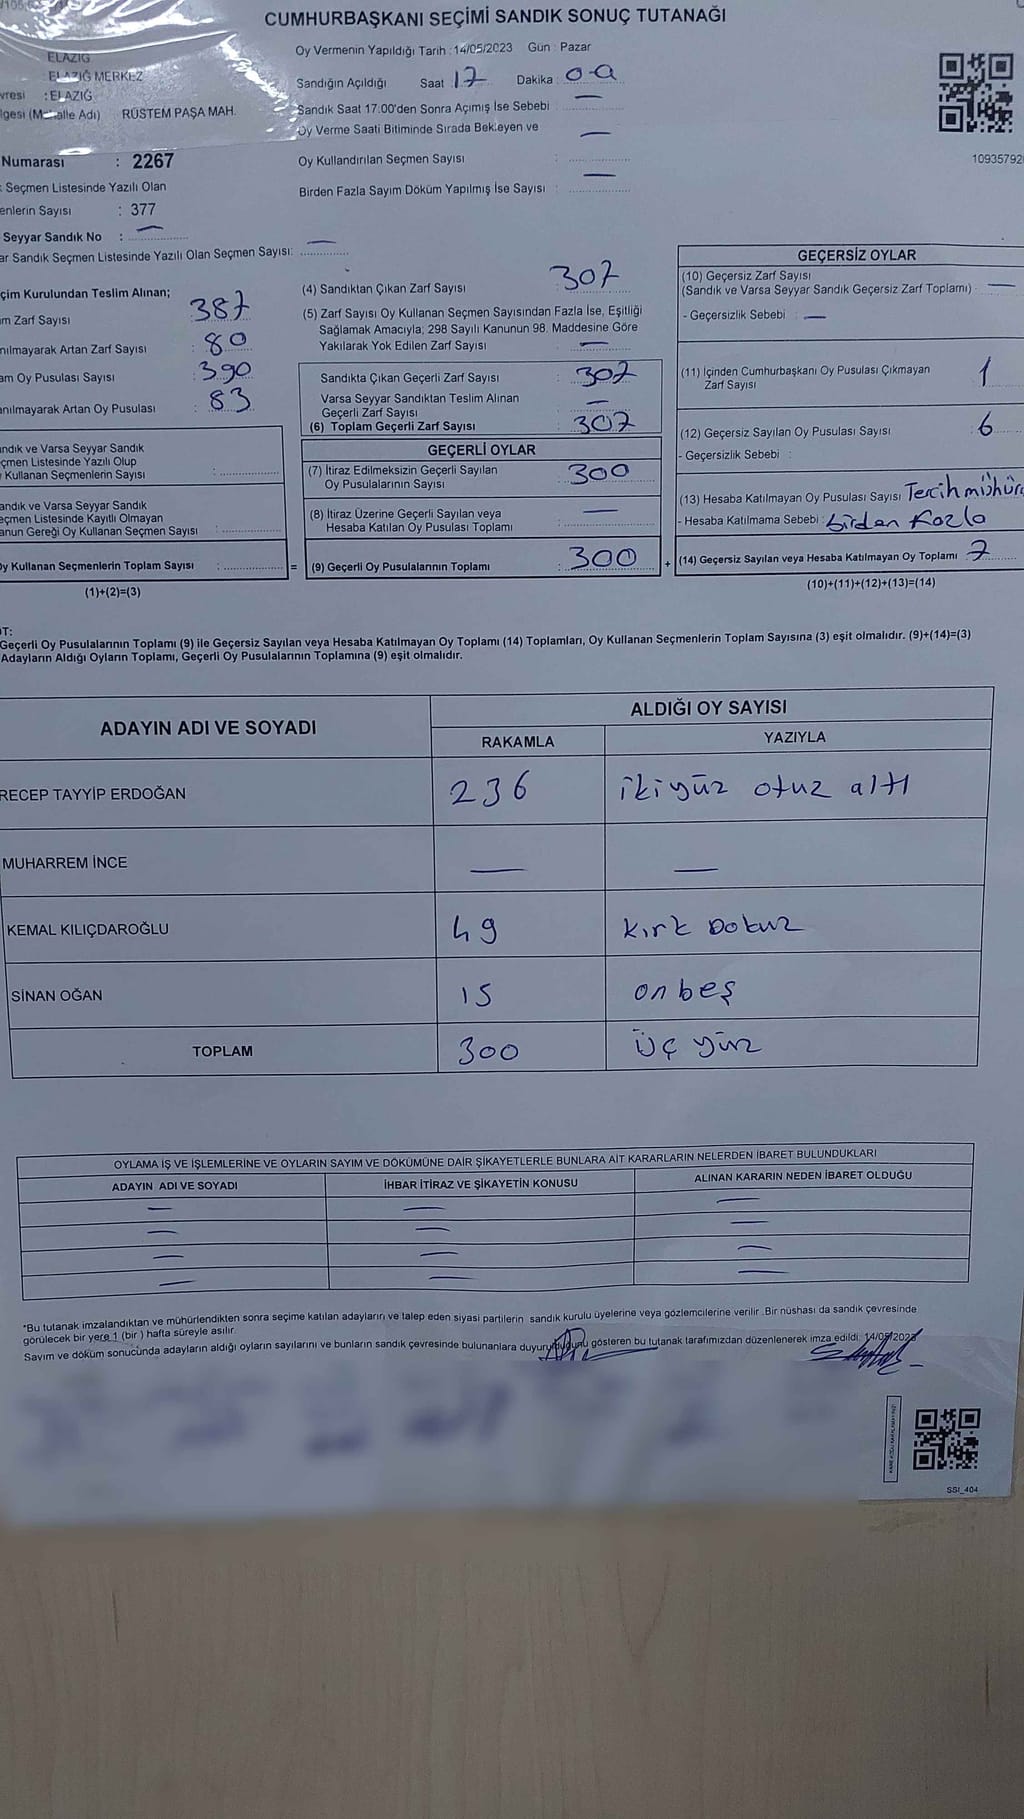 CUMHURBAŞKANI SEÇİMİ SANDIK SONUÇ TUTANAĞI
ELAZIĞ
: ELAZIĞ MERKEZ
vresi : ELAZIĞ
lgesi (Mahalle Adı) RÜSTEM PAŞA MAH.
Numarası : 2267
Seçmen Listesinde Yazılı Olan
enlerin Sayısı : 377
Seyyar Sandık No : —
ar Sandık Seçmen Listesinde Yazılı Olan Seçmen Sayısı: —
Oy Vermenin Yapıldığı Tarih : 14/05/2023 Gün : Pazar
Sandığın Açıldığı Saat 17 Dakika
Sandık Saat 17:00'den Sonra Açımış İse Sebebi : —
Oy Verme Saati Bitiminde Sırada Bekleyen ve
Oy Kullandırılan Seçmen Sayısı : —
Birden Fazla Sayım Döküm Yapılmış İse Sayısı : —
10935792
çim Kurulundan Teslim Alınan;
m Zarf Sayısı : 387
nılmayarak Artan Zarf Sayısı : 80
am Oy Pusulası Sayısı : 390
anılmayarak Artan Oy Pusulası : 83
andık ve Varsa Seyyar Sandık
eçmen Listesinde Yazılı Olup
Kullanan Seçmenlerin Sayısı :
andık ve Varsa Seyyar Sandık
eçmen Listesinde Kayıtlı Olmayan
anun Gereği Oy Kullanan Seçmen Sayısı :
Oy Kullanan Seçmenlerin Toplam Sayısı : =
(1)+(2)=(3)
(4) Sandıktan Çıkan Zarf Sayısı 307
(5) Zarf Sayısı Oy Kullanan Seçmen Sayısından Fazla İse, Eşitliği
Sağlamak Amacıyla; 298 Sayılı Kanunun 98. Maddesine Göre
Yakılarak Yok Edilen Zarf Sayısı : —
Sandıkta Çıkan Geçerli Zarf Sayısı : 307
Varsa Seyyar Sandıktan Teslim Alınan
Geçerli Zarf Sayısı : —
(6) Toplam Geçerli Zarf Sayısı : 307
GEÇERLİ OYLAR
(7) İtiraz Edilmeksizin Geçerli Sayılan
Oy Pusulalarının Sayısı : 300
(8) İtiraz Üzerine Geçerli Sayılan veya
Hesaba Katılan Oy Pusulası Toplamı : —
(9) Geçerli Oy Pusulalarının Toplamı : 300 +
GEÇERSİZ OYLAR
(10) Geçersiz Zarf Sayısı
(Sandık ve Varsa Seyyar Sandık Geçersiz Zarf Toplamı) : —
- Geçersizlik Sebebi : —
(11) İçinden Cumhurbaşkanı Oy Pusulası Çıkmayan
Zarf Sayısı : 1
(12) Geçersiz Sayılan Oy Pusulası Sayısı : 6
- Geçersizlik Sebebi :
(13) Hesaba Katılmayan Oy Pusulası Sayısı Tercih mühür
- Hesaba Katılmama Sebebi : birden
(14) Geçersiz Sayılan veya Hesaba Katılmayan Oy Toplamı : 7
(10)+(11)+(12)+(13)=(14)
OT:
Geçerli Oy Pusulalarının Toplamı (9) ile Geçersiz Sayılan veya Hesaba Katılmayan Oy Toplamı (14) Toplamları, Oy Kullanan Seçmenlerin Toplam Sayısına (3) eşit olmalıdır. (9)+(14)=(3)
Adayların Aldığı Oyların Toplamı, Geçerli Oy Pusulalarının Toplamına (9) eşit olmalıdır.
ADAYIN ADI VE SOYADI ALDIĞI OY SAYISI
RAKAMLA YAZIYLA
RECEP TAYYİP ERDOĞAN 236 ikiyüz otuz altı
MUHARREM İNCE — —
KEMAL KILIÇDAROĞLU 49 kırk Dokuz
SİNAN OĞAN 15 on beş
TOPLAM 300 üç yüz
OYLAMA İŞ VE İŞLEMLERİNE VE OYLARIN SAYIM VE DÖKÜMÜNE DAİR ŞİKAYETLERLE BUNLARA AİT KARARLARIN NELERDEN İBARET BULUNDUKLARI
ADAYIN ADI VE SOYADI İHBAR İTİRAZ VE ŞİKAYETİN KONUSU ALINAN KARARIN NEDEN İBARET OLDUĞU
— — —
— — —
— — —
— — —
*Bu tutanak imzalandıktan ve mühürlendikten sonra seçime katılan adayların ve talep eden siyasi partilerin sandık kurulu üyelerine veya gözlemcilerine verilir .Bir nüshası da sandık çevresinde
görülecek bir yere 1 (bir ) hafta süreyle asılır.
Sayım ve döküm sonucunda adayların aldığı oyların sayılarını ve bunların sandık çevresinde bulunanlara duyurulduğunu gösteren bu tutanak tarafımızdan düzenlenerek imza edildi. 14/05/2023
SSI_404